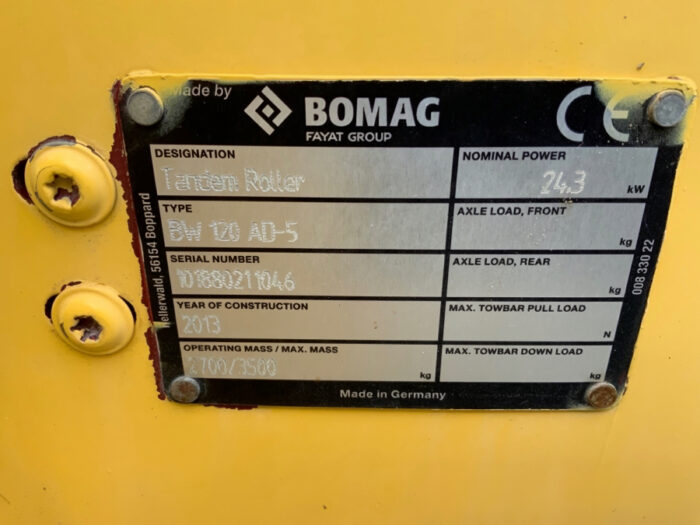 Made by
BOMAG
FAYAT GROUP
CE
DESIGNATION
Tandem Roller
NOMINAL POWER
24.3 kW
TYPE
BW 120 AD-5
AXLE LOAD, FRONT
kg
SERIAL NUMBER
101880211046
AXLE LOAD, REAR
kg
YEAR OF CONSTRUCTION
2013
MAX. TOWBAR PULL LOAD
N
OPERATING MASS / MAX. MASS
2700/3500 kg
MAX. TOWBAR DOWN LOAD
Made in Germany
Hellerwald, 56154 Boppard
008 330 22